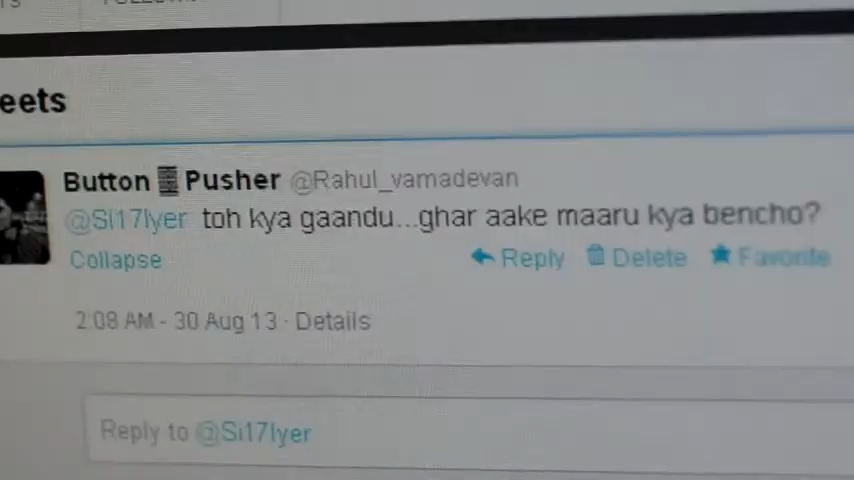 eets
Button ▒ Pusher @Rahul_vamadevan
@Si17Iyer toh kya gaandu...ghar aake maaru kya bencho?
Collapse Reply Delete Favorite
2:08 AM - 30 Aug 13 · Details
Reply to @Si17Iyer